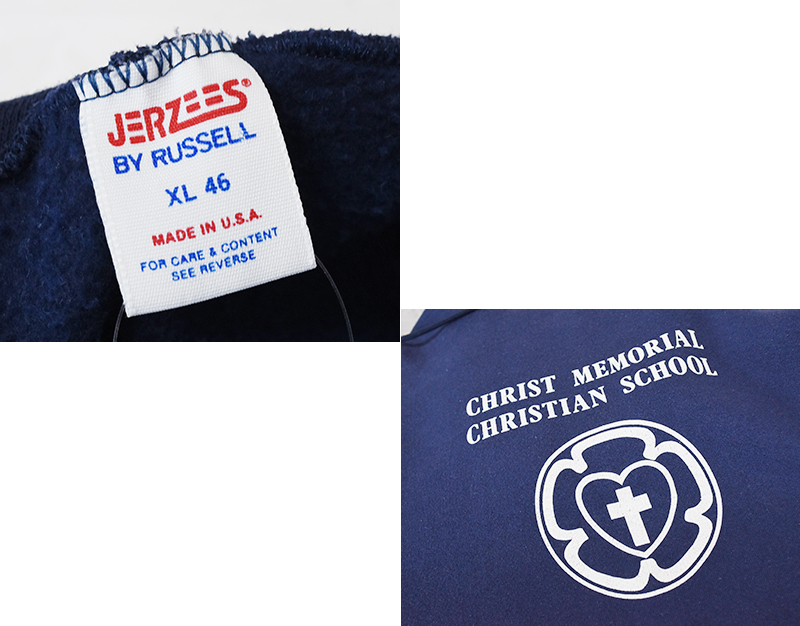 JERZEES®
BY RUSSELL
XL 46
MADE IN U.S.A.
FOR CARE & CONTENT
SEE REVERSE
CHRIST MEMORIAL
CHRISTIAN SCHOOL